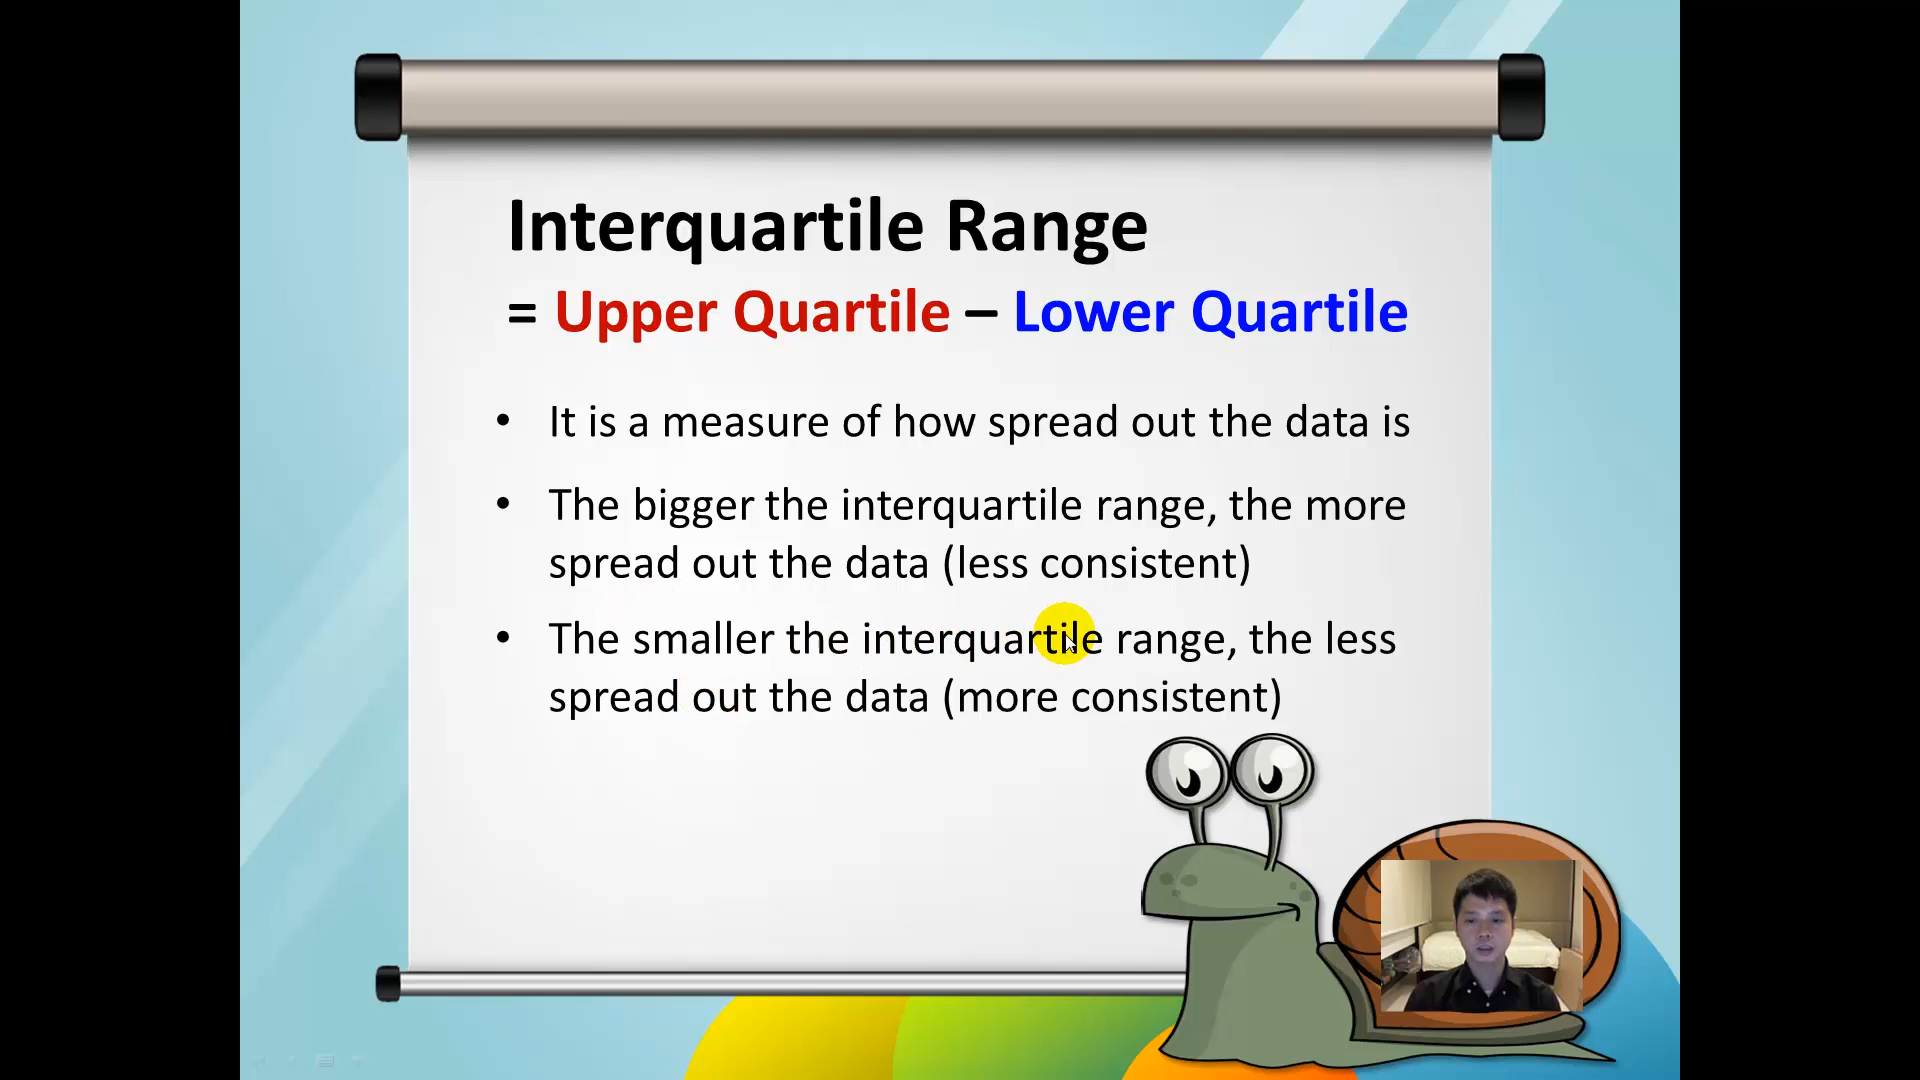 Interquartile Range
= Upper Quartile – Lower Quartile
• It is a measure of how spread out the data is
• The bigger the interquartile range, the more
spread out the data (less consistent)
• The smaller the interquartile range, the less
spread out the data (more consistent)